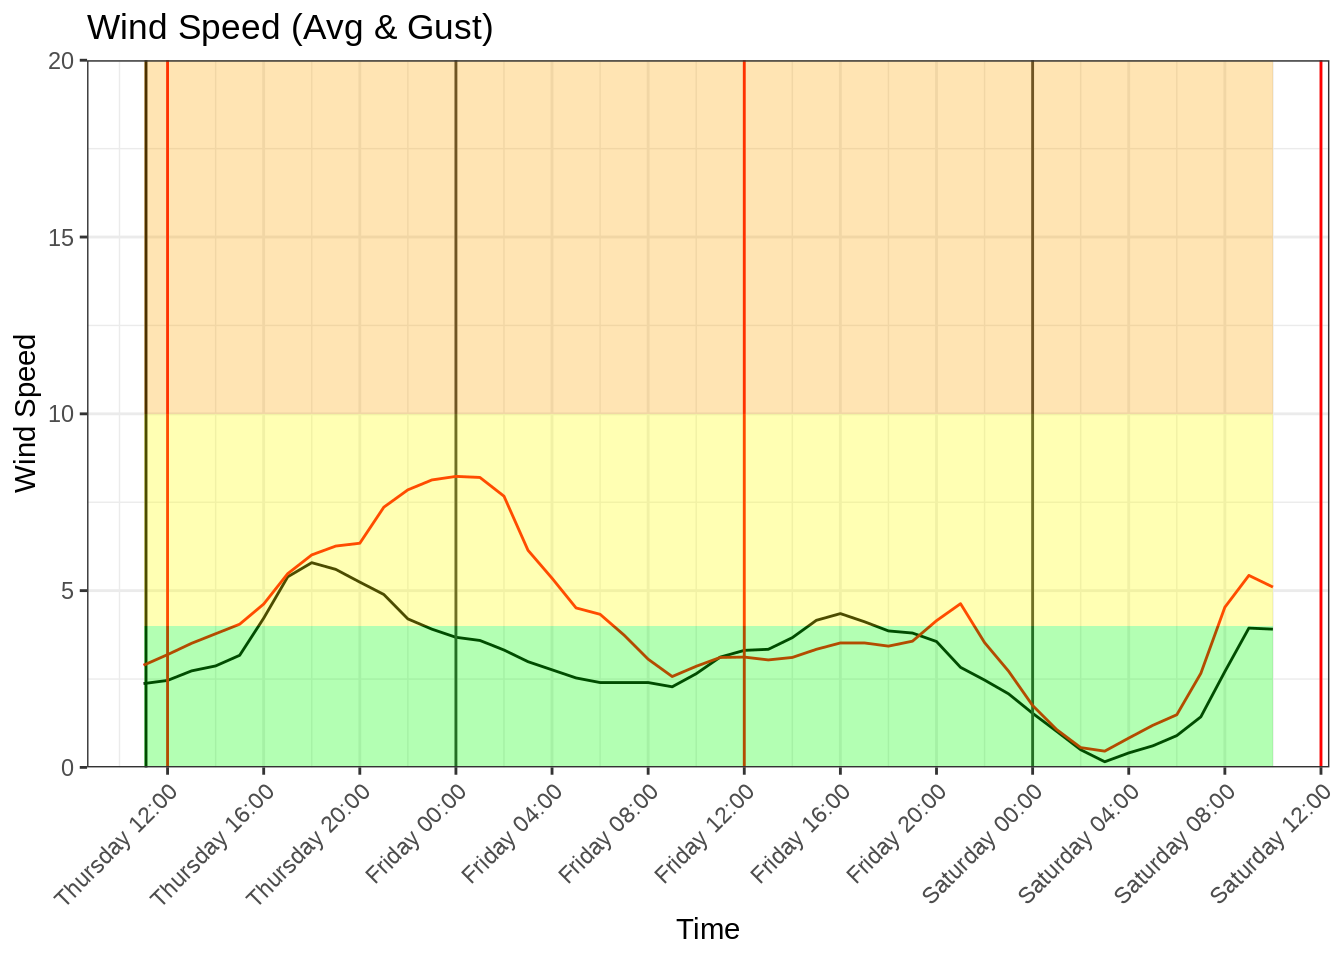 Wind Speed (Avg & Gust)
20
15
10
5
0
Wind Speed
Thursday 12:00
Thursday 16:00
Thursday 20:00
Friday 00:00
Friday 04:00
Friday 08:00
Friday 12:00
Friday 16:00
Friday 20:00
Saturday 00:00
Saturday 04:00
Saturday 08:00
Saturday 12:00
Time